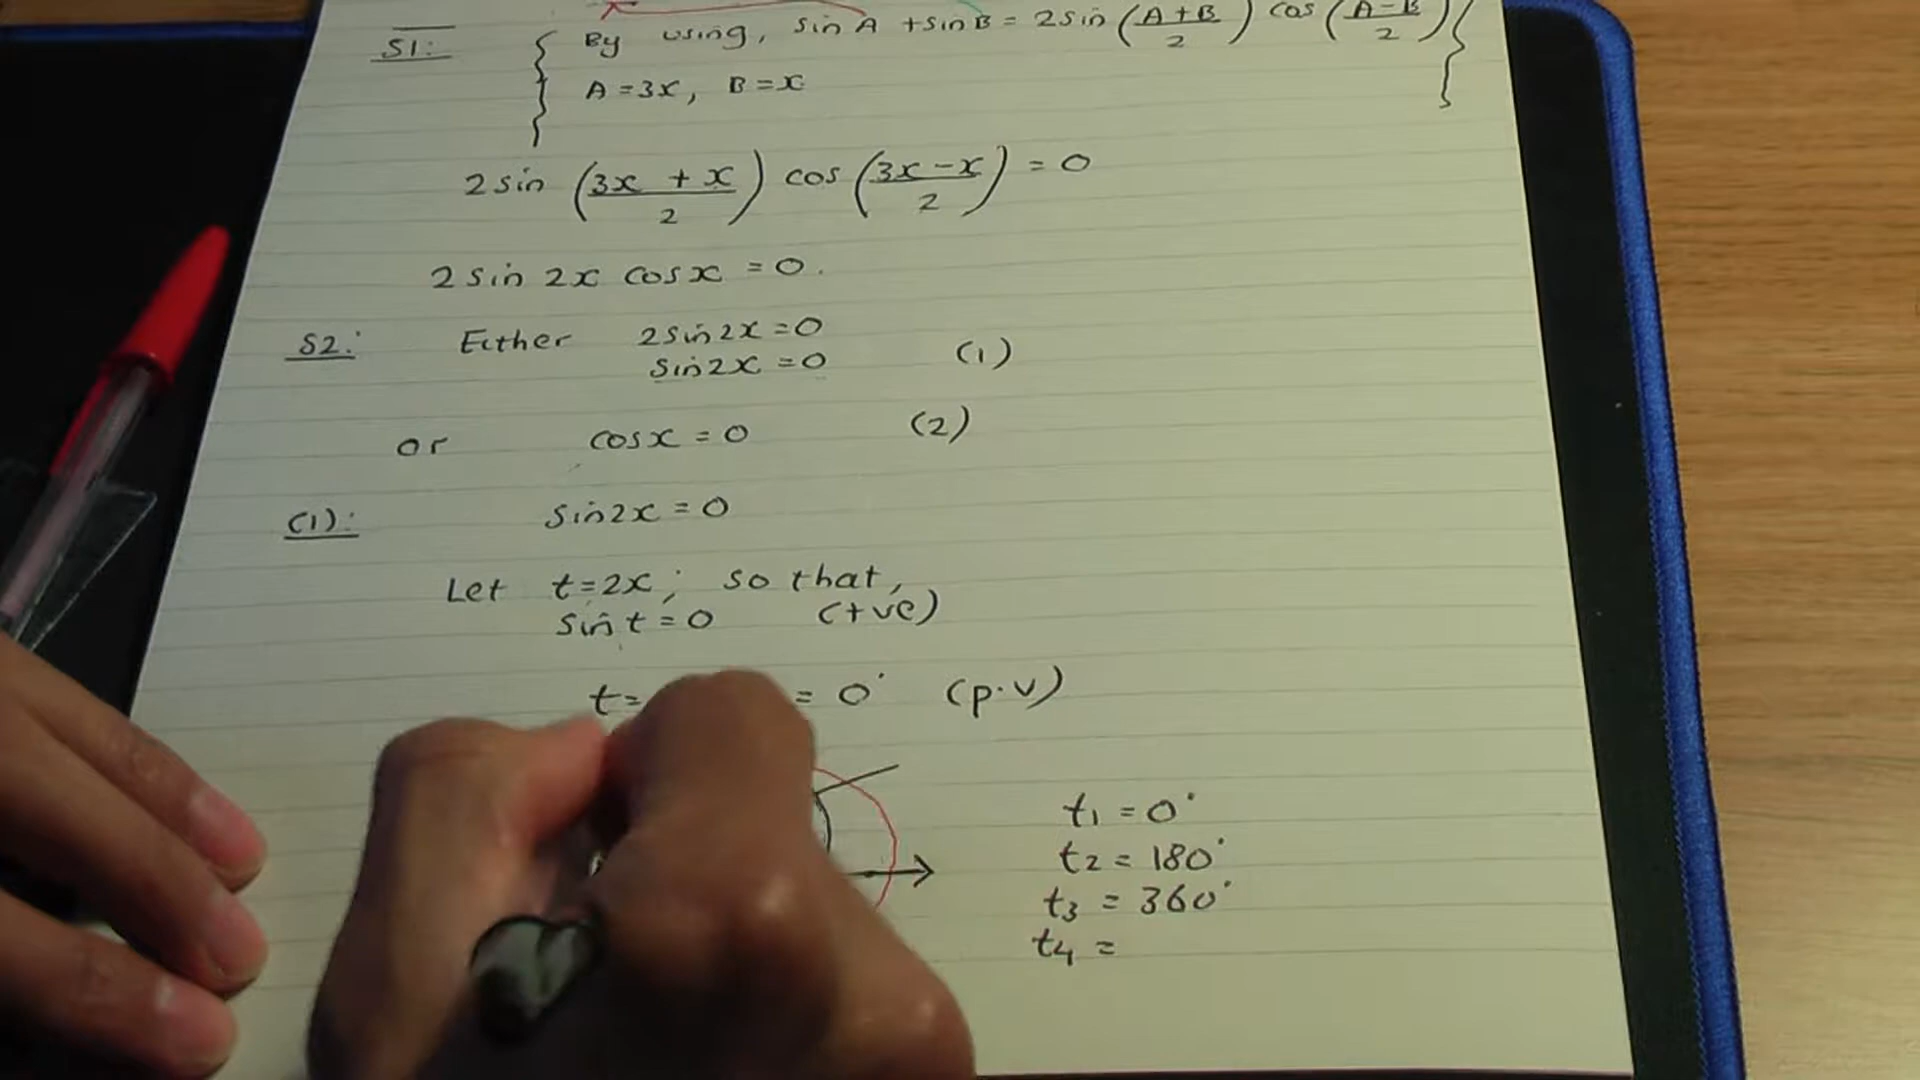 S1: By using, sin A + sin B = 2 sin (A+B/2) cos (A-B/2)
A = 3x, B = x
2 sin (3x + x/2) cos (3x - x/2) = 0
2 sin 2x cos x = 0.
S2: Either 2 sin 2x = 0
sin 2x = 0 (1)
or cos x = 0 (2)
(1): sin 2x = 0
Let t = 2x; so that,
sin t = 0 (+ve)
t = = 0° (p.v)
t1 = 0°
t2 = 180°
t3 = 360°
t4 =